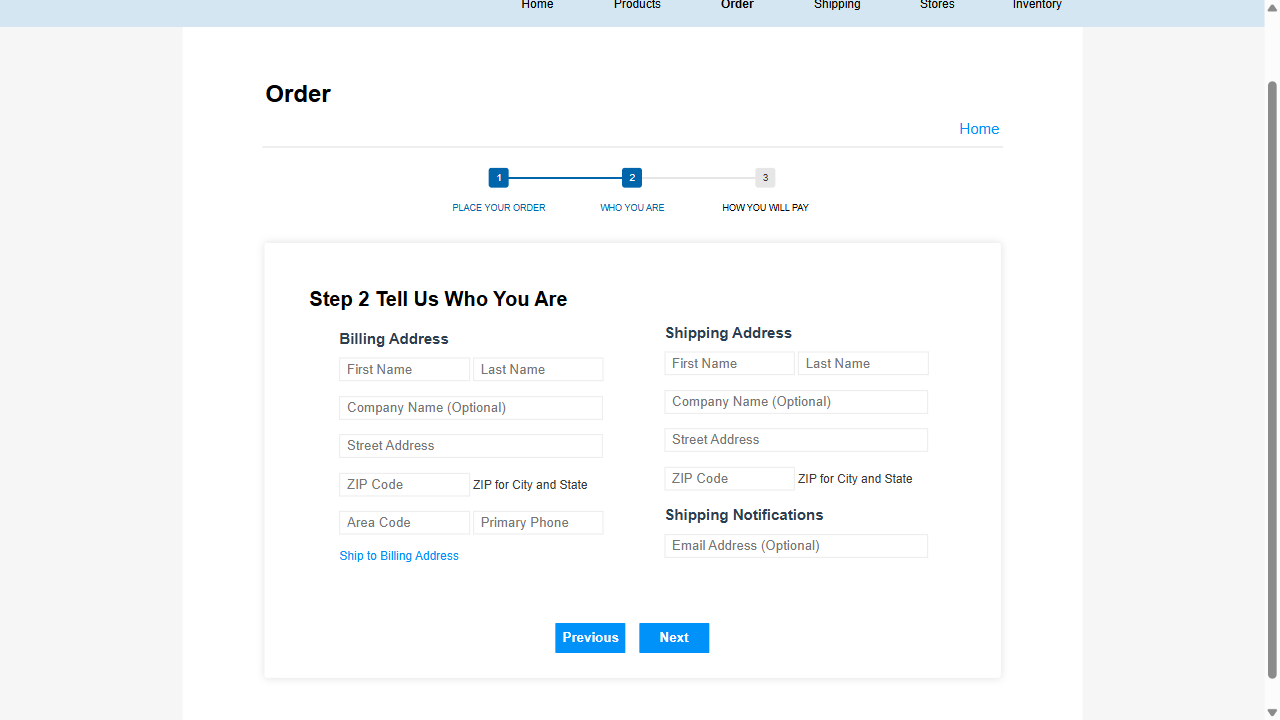 Home Products Order Shipping Stores Inventory
Order
Home
1 2 3
PLACE YOUR ORDER WHO YOU ARE HOW YOU WILL PAY
Step 2 Tell Us Who You Are
Billing Address
First Name Last Name
Company Name (Optional)
Street Address
ZIP Code ZIP for City and State
Area Code Primary Phone
Ship to Billing Address
Shipping Address
First Name Last Name
Company Name (Optional)
Street Address
ZIP Code ZIP for City and State
Shipping Notifications
Email Address (Optional)
Previous Next